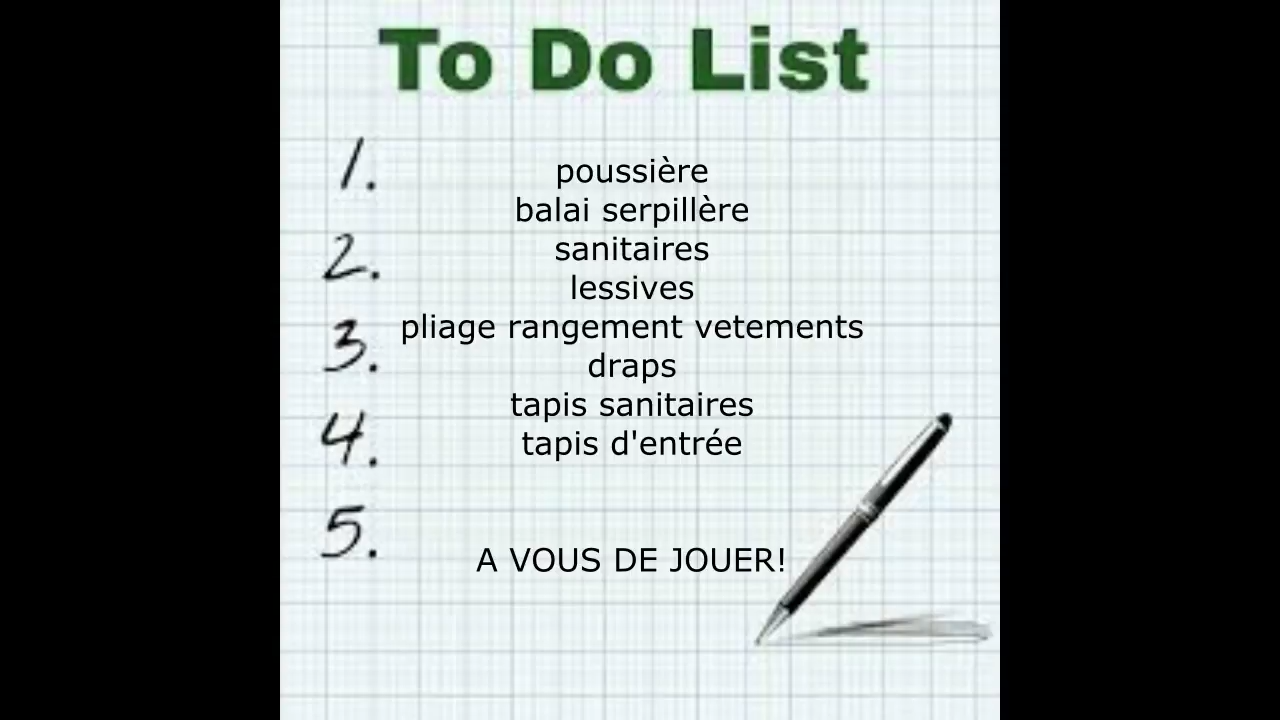 To Do List
1.
poussière
balai serpillère
2.
sanitaires
lessives
3.
pliage rangement vetements
draps
tapis sanitaires
4.
tapis d'entrée
5.
A VOUS DE JOUER!